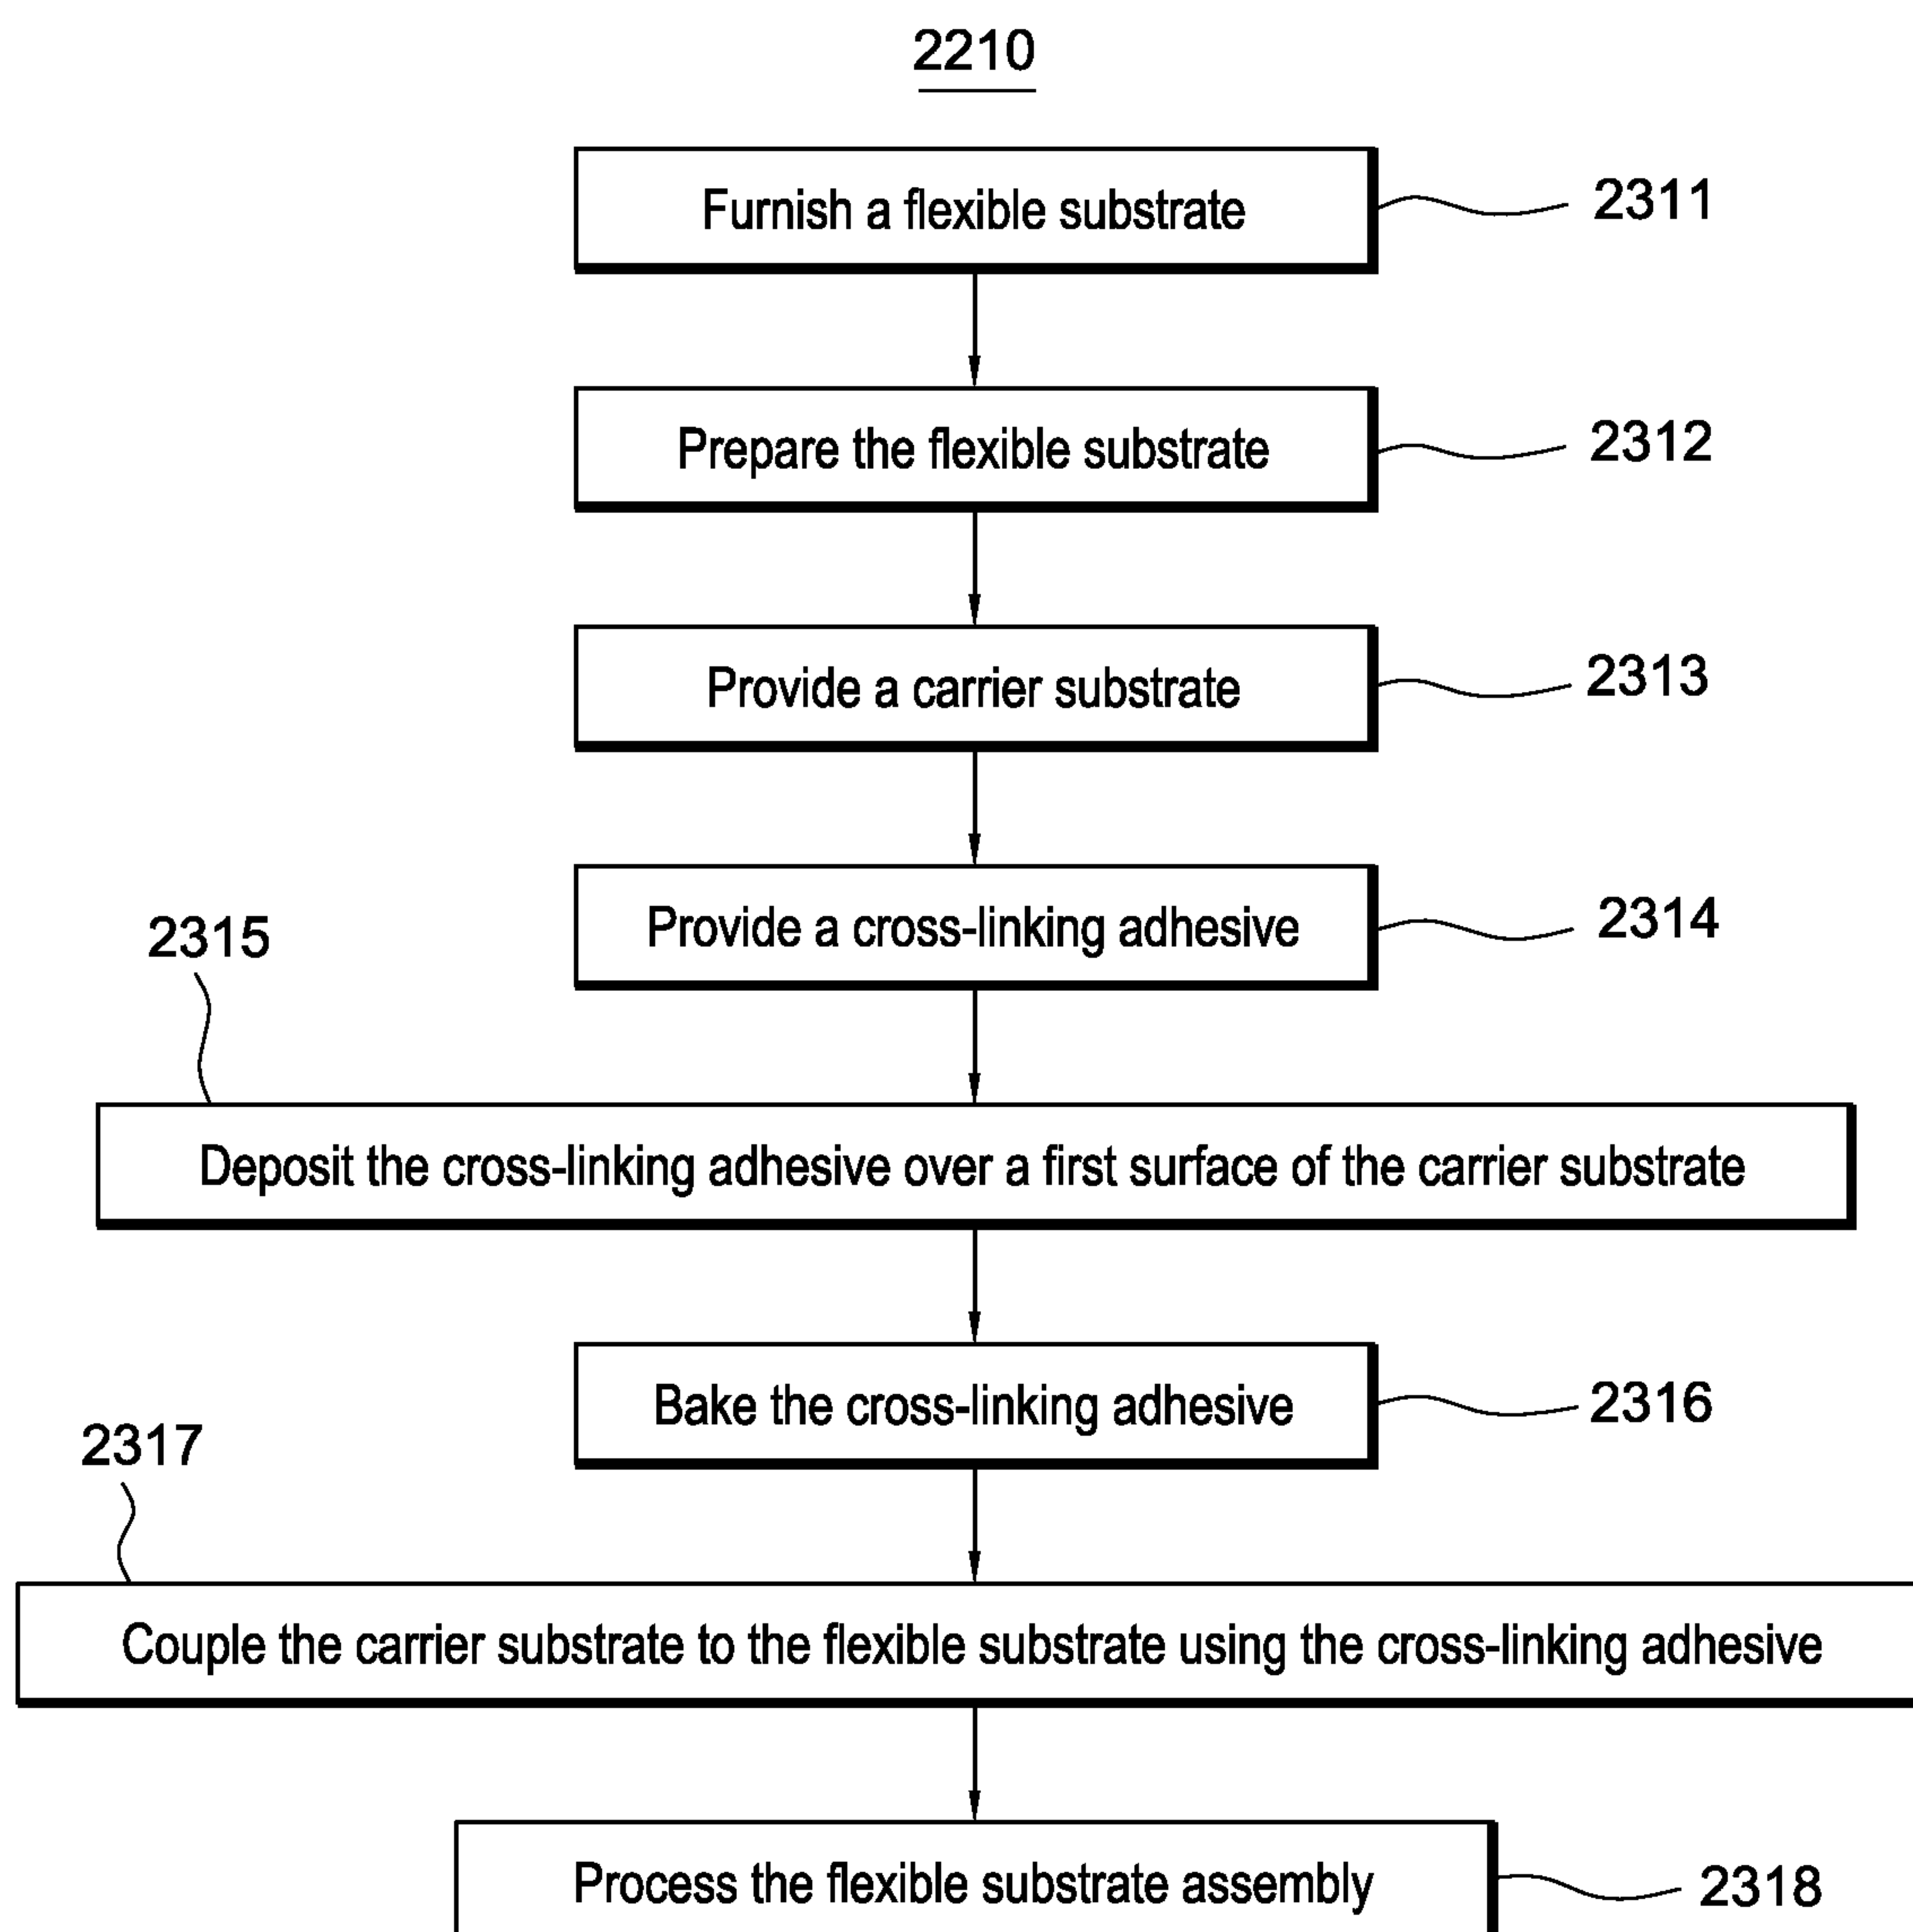 2210
Furnish a flexible substrate
2311
Prepare the flexible substrate
2312
Provide a carrier substrate
2313
Provide a cross-linking adhesive
2314
2315
Deposit the cross-linking adhesive over a first surface of the carrier substrate
Bake the cross-linking adhesive
2316
2317
Couple the carrier substrate to the flexible substrate using the cross-linking adhesive
Process the flexible substrate assembly
2318